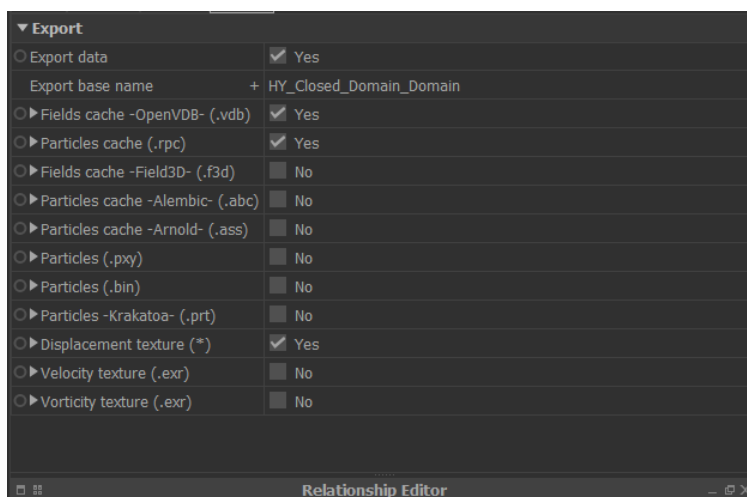 Export
Export data Yes
Export base name + HY_Closed_Domain_Domain
Fields cache -OpenVDB- (.vdb) Yes
Particles cache (.rpc) Yes
Fields cache -Field3D- (.f3d) No
Particles cache -Alembic- (.abc) No
Particles cache -Arnold- (.ass) No
Particles (.pxy) No
Particles (.bin) No
Particles -Krakatoa- (.prt) No
Displacement texture (*) Yes
Velocity texture (.exr) No
Vorticity texture (.exr) No
Relationship Editor